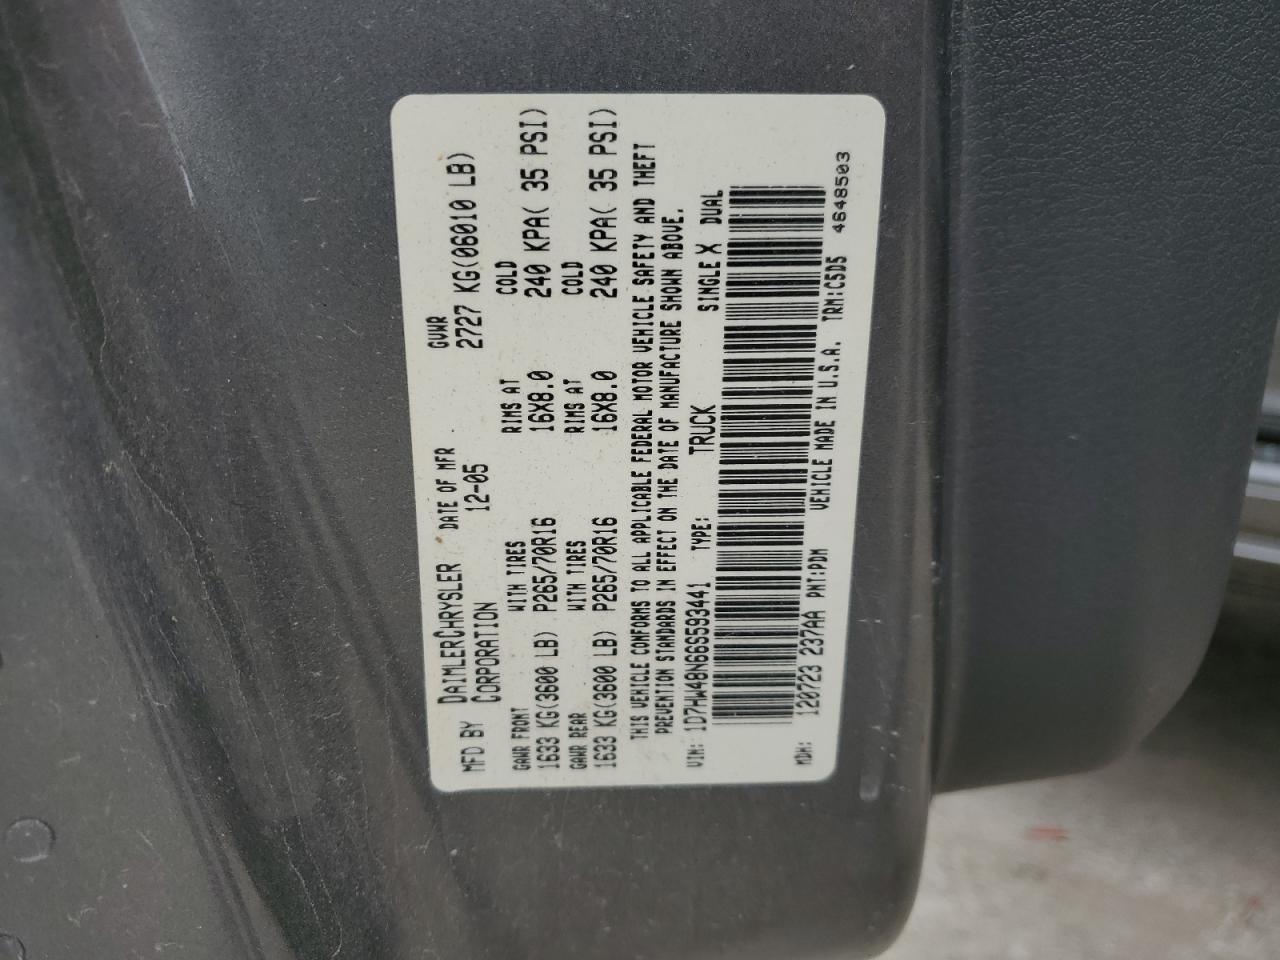 MFD BY DAIMLERCHRYSLER CORPORATION DATE OF MFR 12-05 GVWR 2727 KG(06010 LB)
GAWR FRONT WITH TIRES RIMS AT COLD
1633 KG(3600 LB) P265/70R16 16X8.0 240 KPA( 35 PSI)
GAWR REAR WITH TIRES RIMS AT COLD
1633 KG(3600 LB) P265/70R16 16X8.0 240 KPA( 35 PSI)
THIS VEHICLE CONFORMS TO ALL APPLICABLE FEDERAL MOTOR VEHICLE SAFETY AND THEFT
PREVENTION STANDARDS IN EFFECT ON THE DATE OF MANUFACTURE SHOWN ABOVE.
VIN: 1D7HW48N66S593441 TYPE: TRUCK SINGLE X DUAL
MDH: 120723 237AA PNT:PDM VEHICLE MADE IN U.S.A. TRM:C5D5 4648503